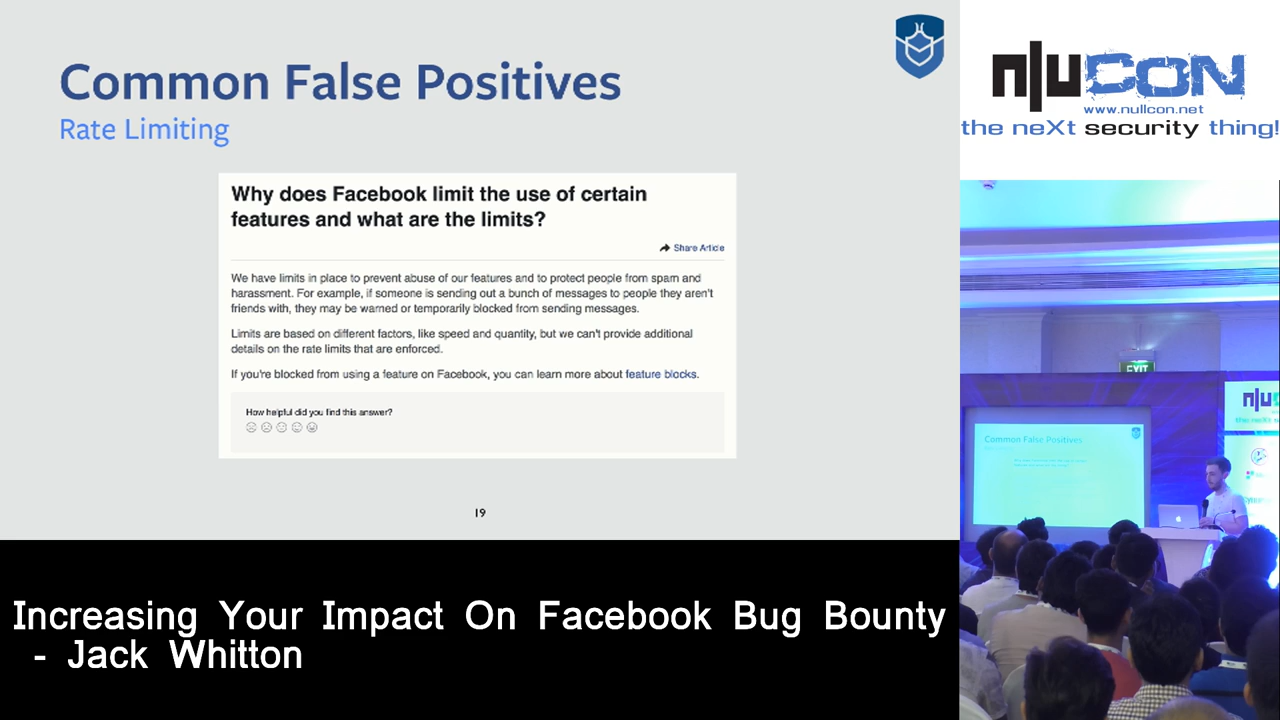 Common False Positives
Rate Limiting
Why does Facebook limit the use of certain
features and what are the limits?
Share Article
We have limits in place to prevent abuse of our features and to protect people from spam and
harassment. For example, if someone is sending out a bunch of messages to people they aren't
friends with, they may be warned or temporarily blocked from sending messages.
Limits are based on different factors, like speed and quantity, but we can't provide additional
details on the rate limits that are enforced.
If you're blocked from using a feature on Facebook, you can learn more about feature blocks.
How helpful did you find this answer?
19
n|uCON
www.nullcon.net
the neXt security thing!
EXIT
n|u
Common False Positives
Increasing Your Impact On Facebook Bug Bounty
- Jack Whitton